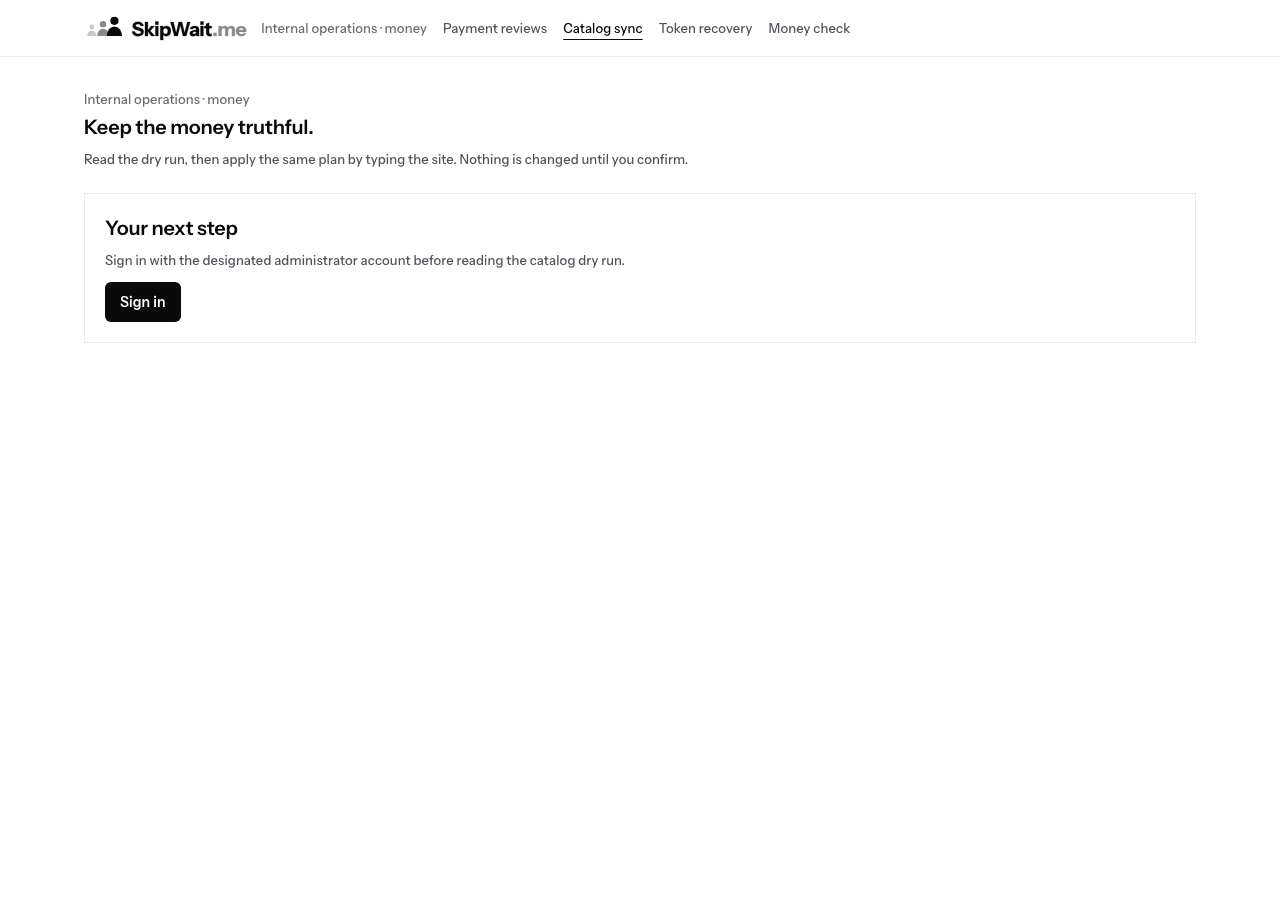 SkipWait.me Internal operations · money Payment reviews Catalog sync Token recovery Money check
Internal operations · money
Keep the money truthful.
Read the dry run, then apply the same plan by typing the site. Nothing is changed until you confirm.
Your next step
Sign in with the designated administrator account before reading the catalog dry run.
Sign in